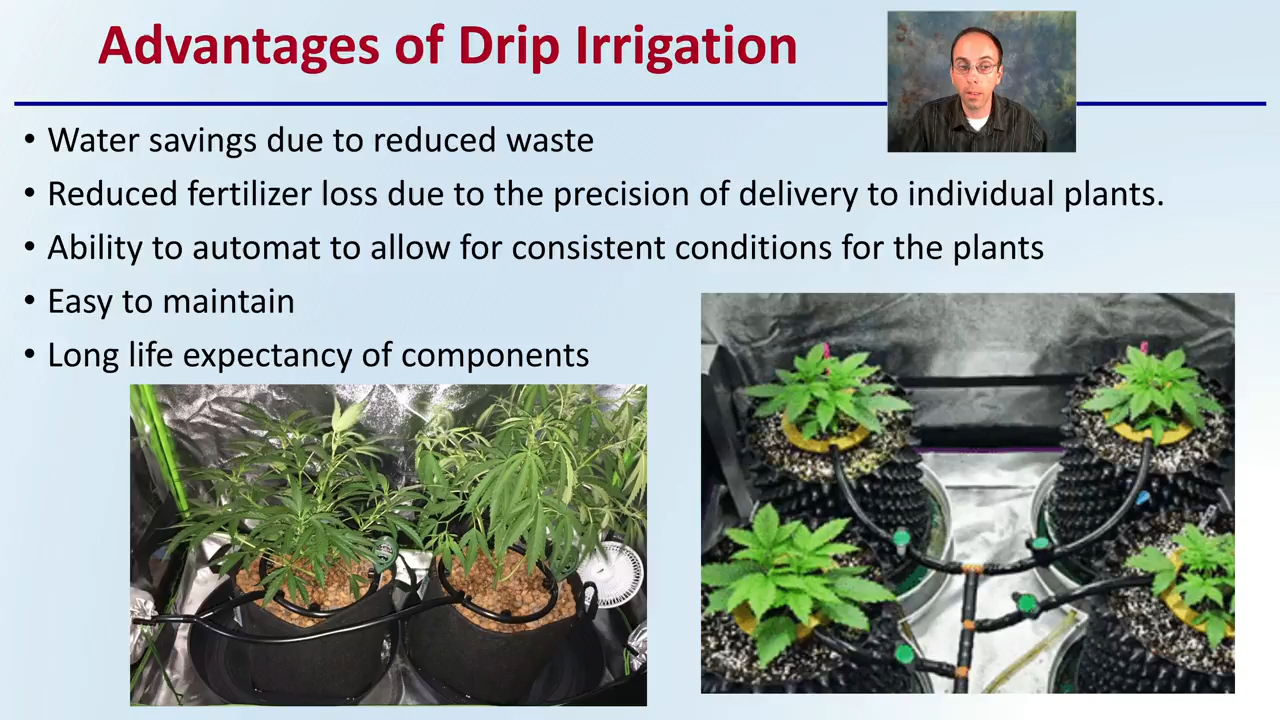 Advantages of Drip Irrigation
• Water savings due to reduced waste
• Reduced fertilizer loss due to the precision of delivery to individual plants.
• Ability to automat to allow for consistent conditions for the plants
• Easy to maintain
• Long life expectancy of components